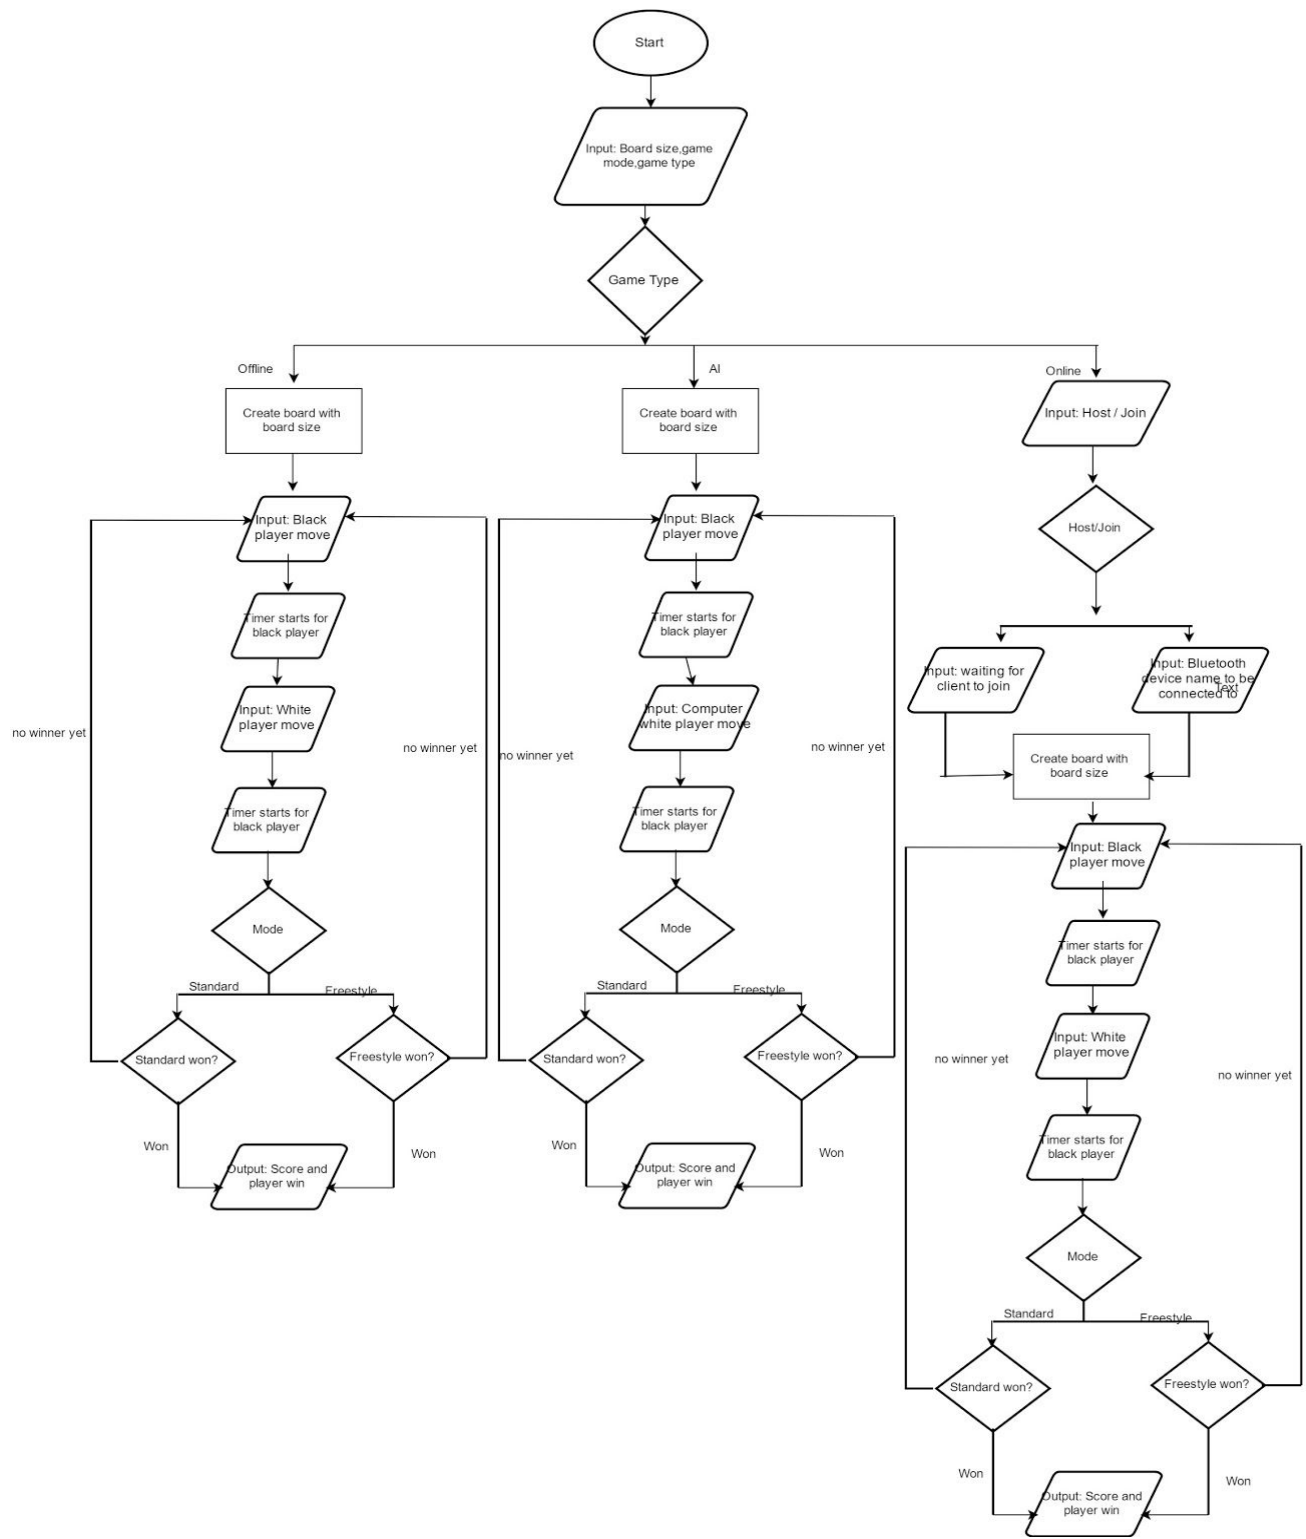 Start
Input: Board size,game
mode,game type
Game Type
Offline
Create board with
board size
Input: Black
player move
Timer starts for
black player
Input: White
player move
Timer starts for
black player
no winner yet
no winner yet
Mode
Standard
Freestyle
Standard won?
Freestyle won?
Won
Won
Output: Score and
player win
AI
Create board with
board size
Input: Black
player move
Timer starts for
black player
Input: Computer
white player move
Timer starts for
black player
no winner yet
no winner yet
Mode
Standard
Freestyle
Standard won?
Freestyle won?
Won
Won
Output: Score and
player win
Online
Input: Host / Join
Host/Join
Input: waiting for
client to join
Input: Bluetooth
device name to be
connected to
Text
Create board with
board size
Input: Black
player move
Timer starts for
black player
Input: White
player move
no winner yet
no winner yet
Timer starts for
black player
Mode
Standard
Freestyle
Standard won?
Freestyle won?
Won
Won
Output: Score and
player win